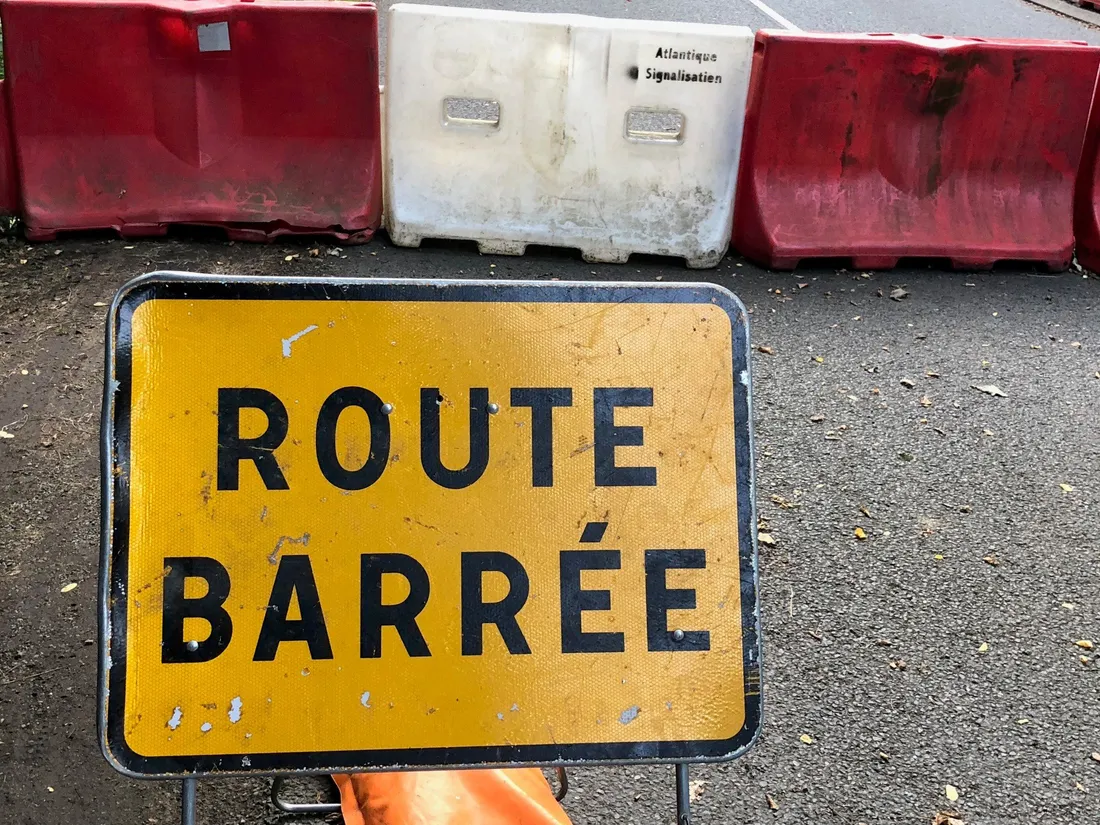 Atlantique
Signalisation
ROUTE
BARRÉE